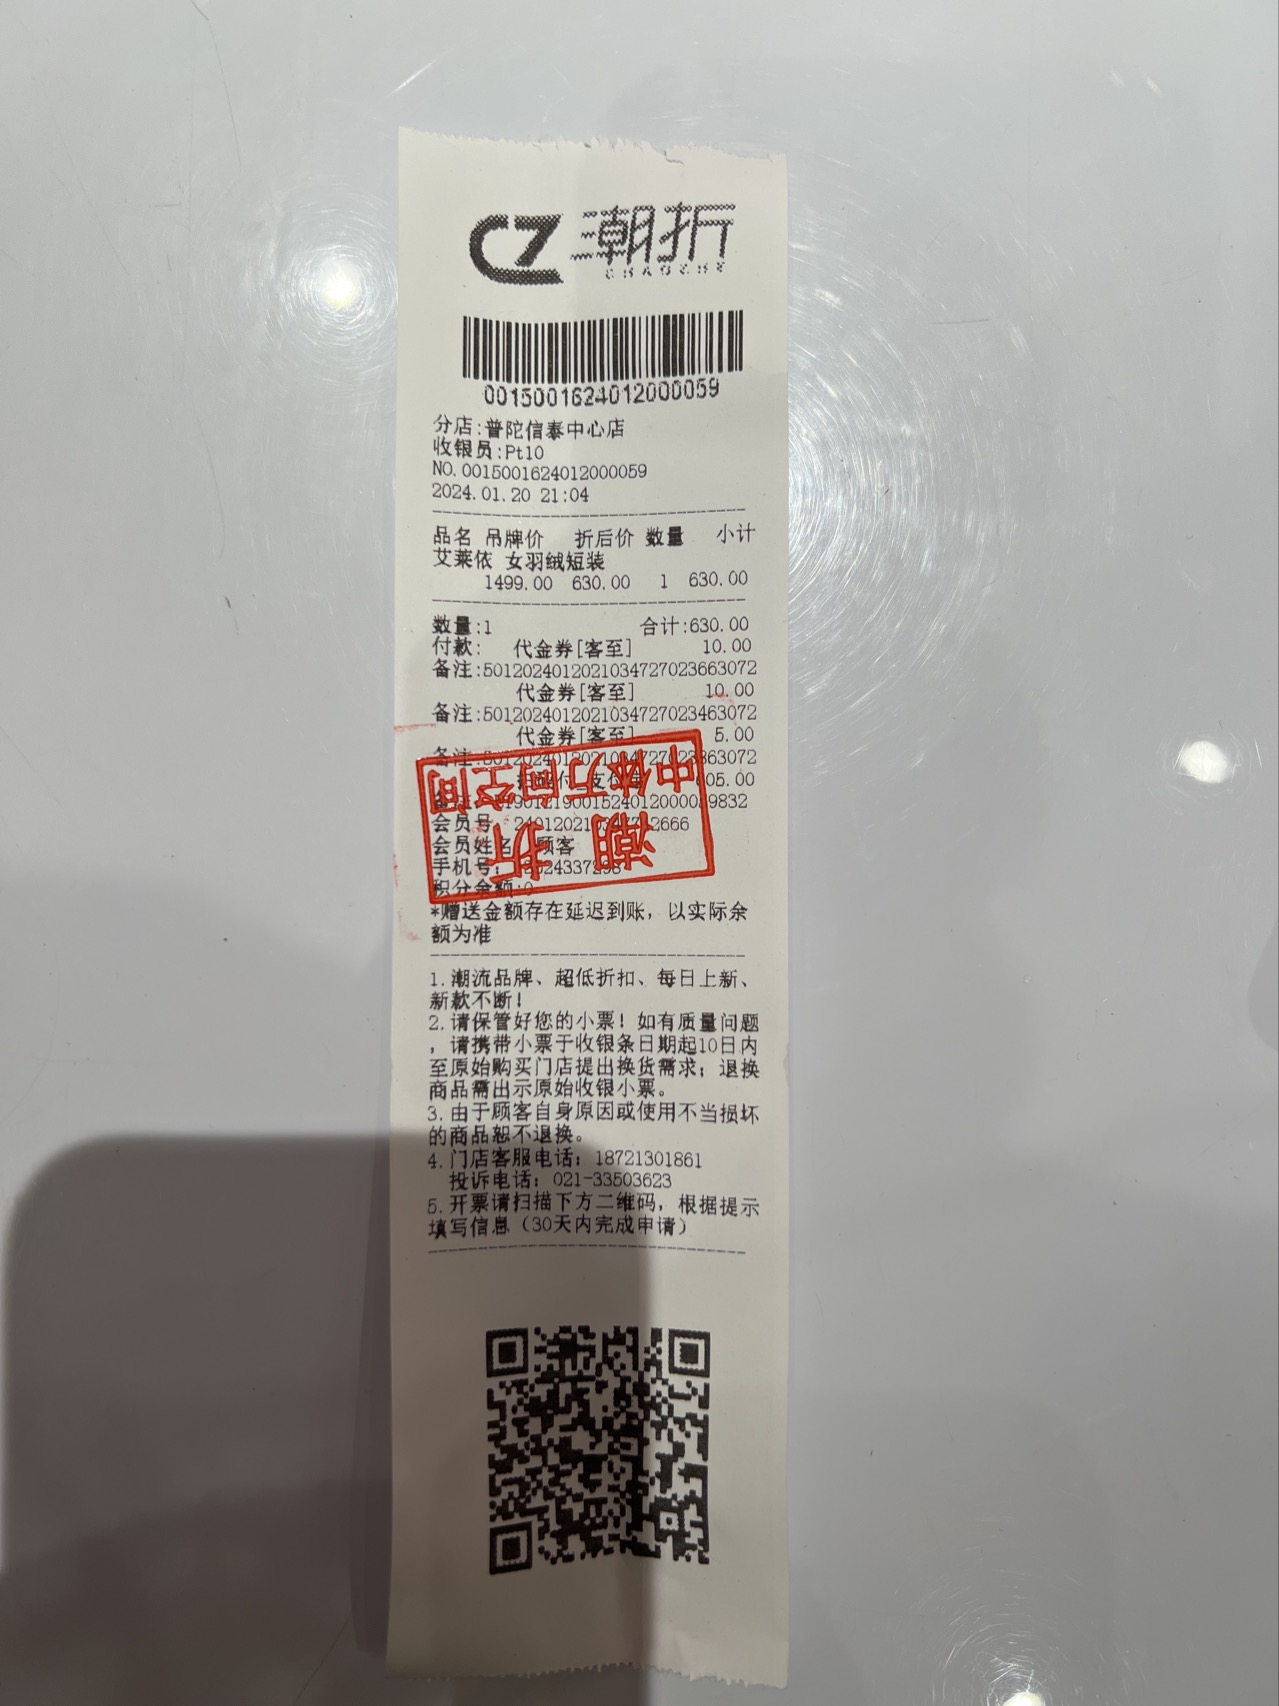 CZ 潮折
CHAOZHE
0015001624012000059
分店:普陀信泰中心店
收银员:Pt10
NO.0015001624012000059
2024.01.20 21:04
品名 吊牌价 折后价 数量 小计
艾莱依 女羽绒短装
1499.00 630.00 1 630.00
数量:1 合计:630.00
付款: 代金券[客至] 10.00
备注:501202401202103472702​3663072
代金券[客至] 10.00
备注:5012024012021034727023463072
代金券[客至] 5.00
备注:
605.00
会员号
会员姓名 顾客
手机号:
积分余额:0
*赠送金额存在延迟到账，以实际余
额为准
中体万间空间
潮折
1.潮流品牌、超低折扣、每日上新、
新款不断!
2.请保管好您的小票!如有质量问题
，请携带小票于收银条日期起10日内
至原始购买门店提出换货需求；退换
商品需出示原始收银小票。
3.由于顾客自身原因或使用不当损坏
的商品恕不退换。
4.门店客服电话：18721301861
投诉电话：021-33503623
5.开票请扫描下方二维码，根据提示
填写信息（30天内完成申请）